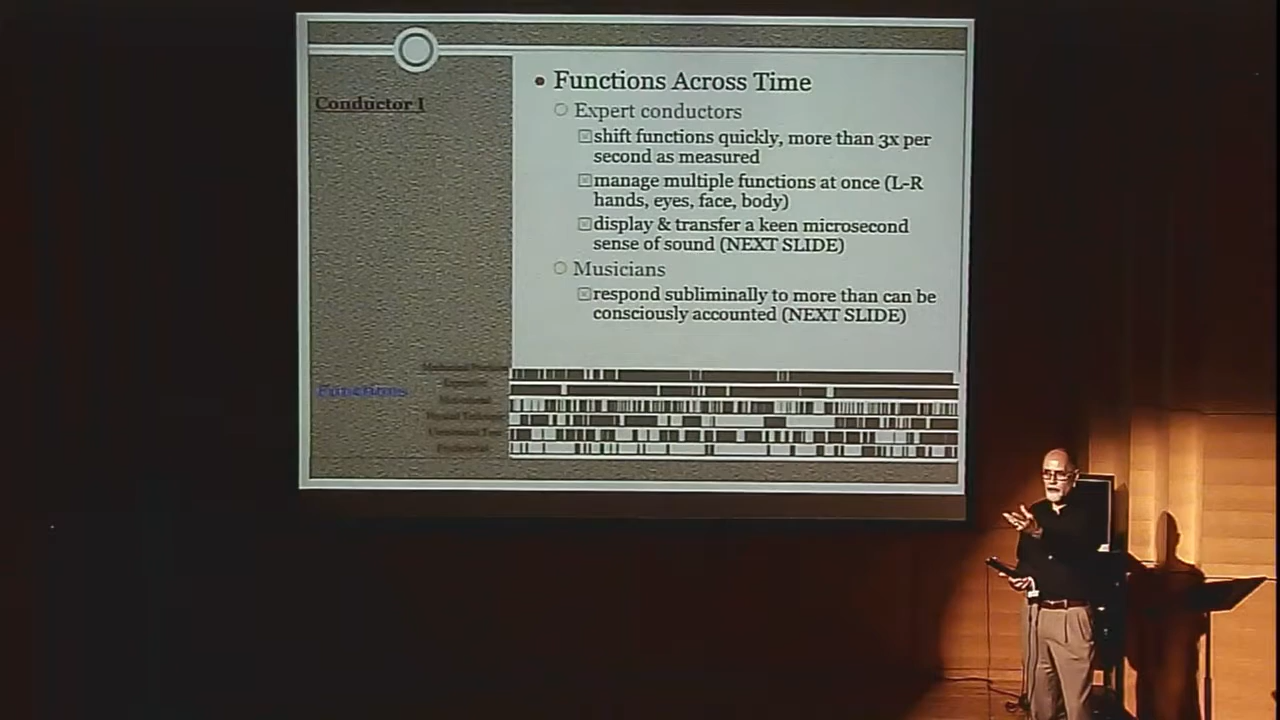 Conductor I
• Functions Across Time
Expert conductors
shift functions quickly, more than 3x per
second as measured
manage multiple functions at once (L-R
hands, eyes, face, body)
display & transfer a keen microsecond
sense of sound (NEXT SLIDE)
Musicians
respond subliminally to more than can be
consciously accounted (NEXT SLIDE)
Functions